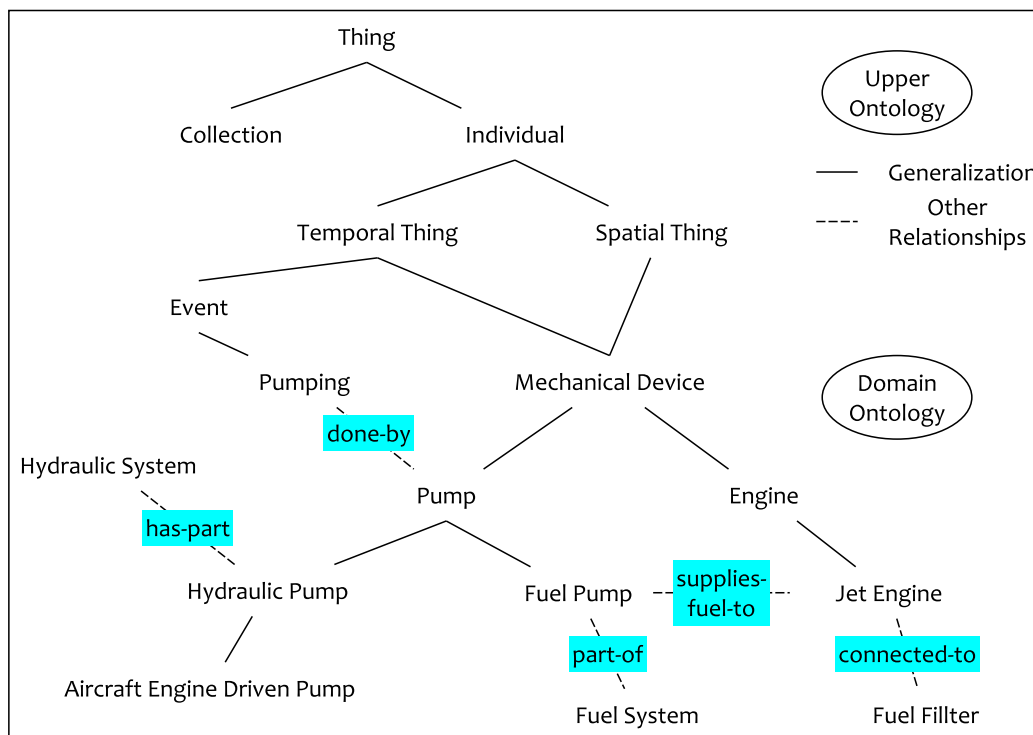 Thing
Upper
Ontology
Collection
Individual
Generalization
Other
Relationships
Temporal Thing
Spatial Thing
Event
Pumping
Mechanical Device
Domain
Ontology
done-by
Hydraulic System
Pump
Engine
has-part
Hydraulic Pump
Fuel Pump
supplies-
fuel-to
Jet Engine
part-of
connected-to
Aircraft Engine Driven Pump
Fuel System
Fuel Fillter